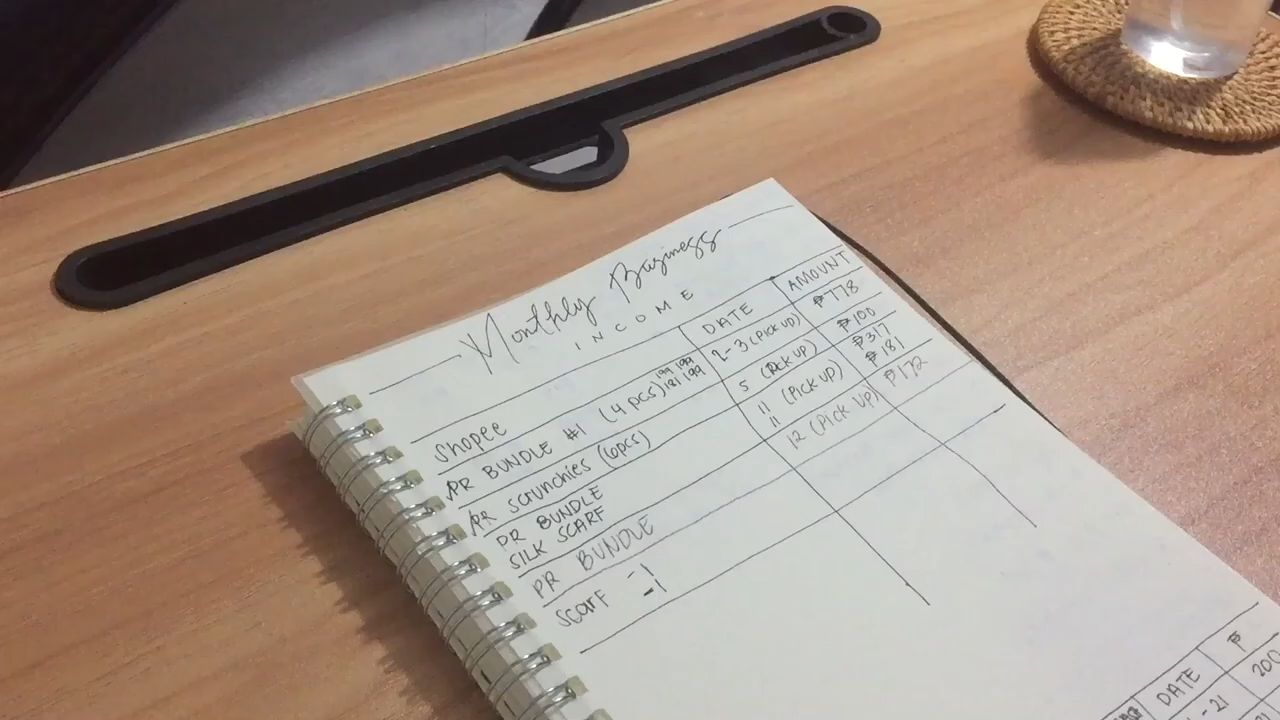 Monthly Business
INCOME
Shopee DATE AMOUNT
PR BUNDLE #1 (4 pcs) 199 199 181 199 2-3 (Pick UP) ₱778
PR scrunchies (6pcs) 5 (Pick UP) ₱100
PR BUNDLE 11 (Pick UP) ₱317
SILK SCARF 11 ₱181
PR BUNDLE 12 (Pick UP) ₱172
scarf -1
-1
DATE ₱
-21 200